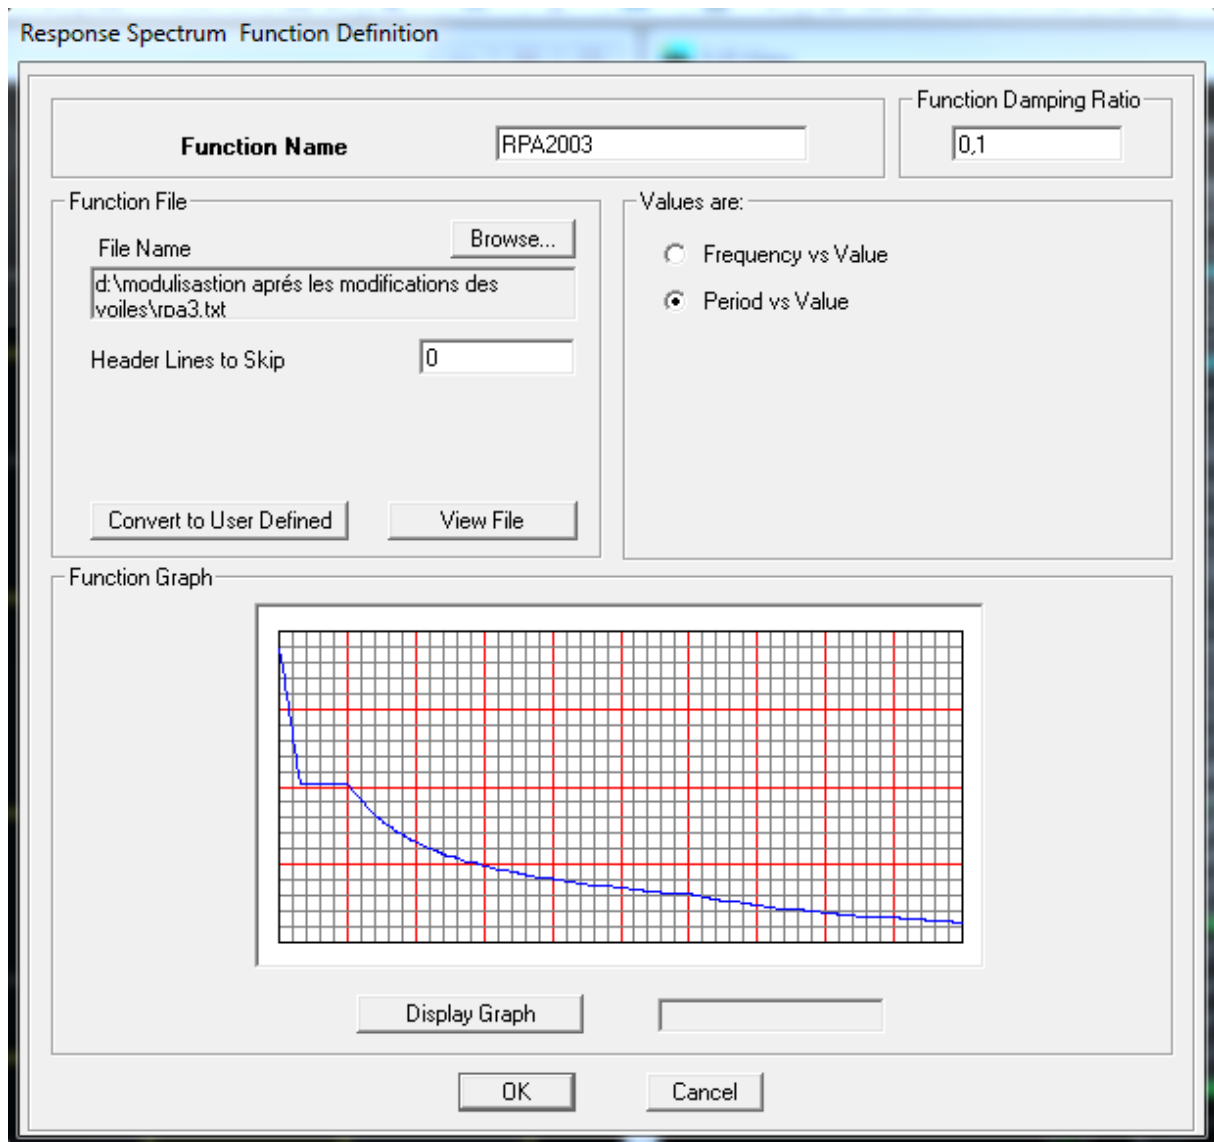 Response Spectrum Function Definition
Function Name
RPA2003
Function Damping Ratio
0,1
Function File
File Name
Browse...
d:\modulisastion aprés les modifications des
voiles\rpa3.txt
Header Lines to Skip
0
Convert to User Defined
View File
Values are:
Frequency vs Value
Period vs Value
Function Graph
Display Graph
OK
Cancel